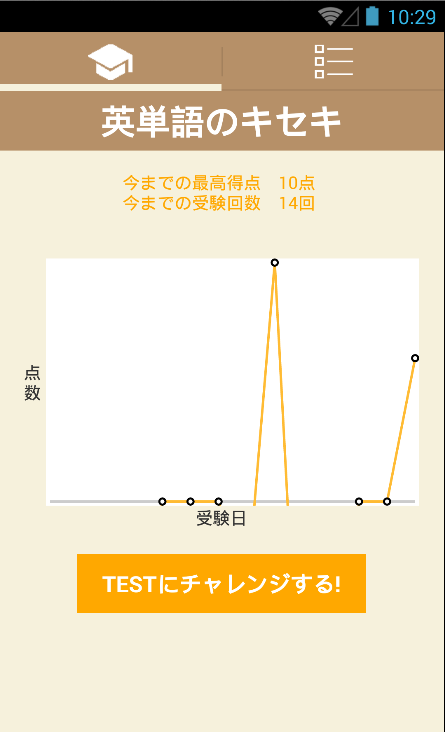 10:29
英単語のキセキ
今までの最高得点 10点
今までの受験回数 14回
点数
受験日
TESTにチャレンジする!